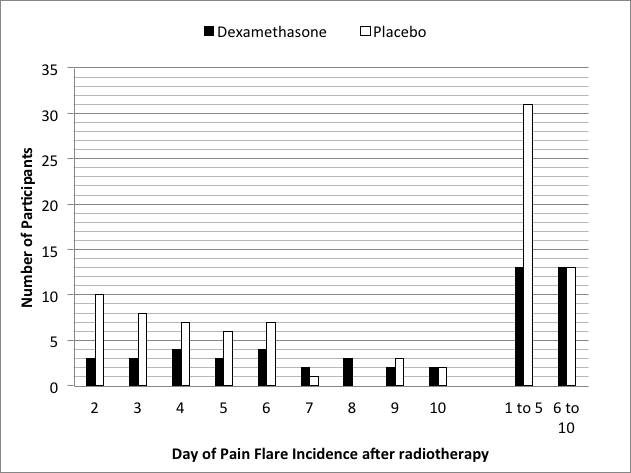 Dexamethasone Placebo
35
30
25
20
15
10
5
0
Number of Participants
2 3 4 5 6 7 8 9 10 1 to 5 6 to
10
Day of Pain Flare Incidence after radiotherapy